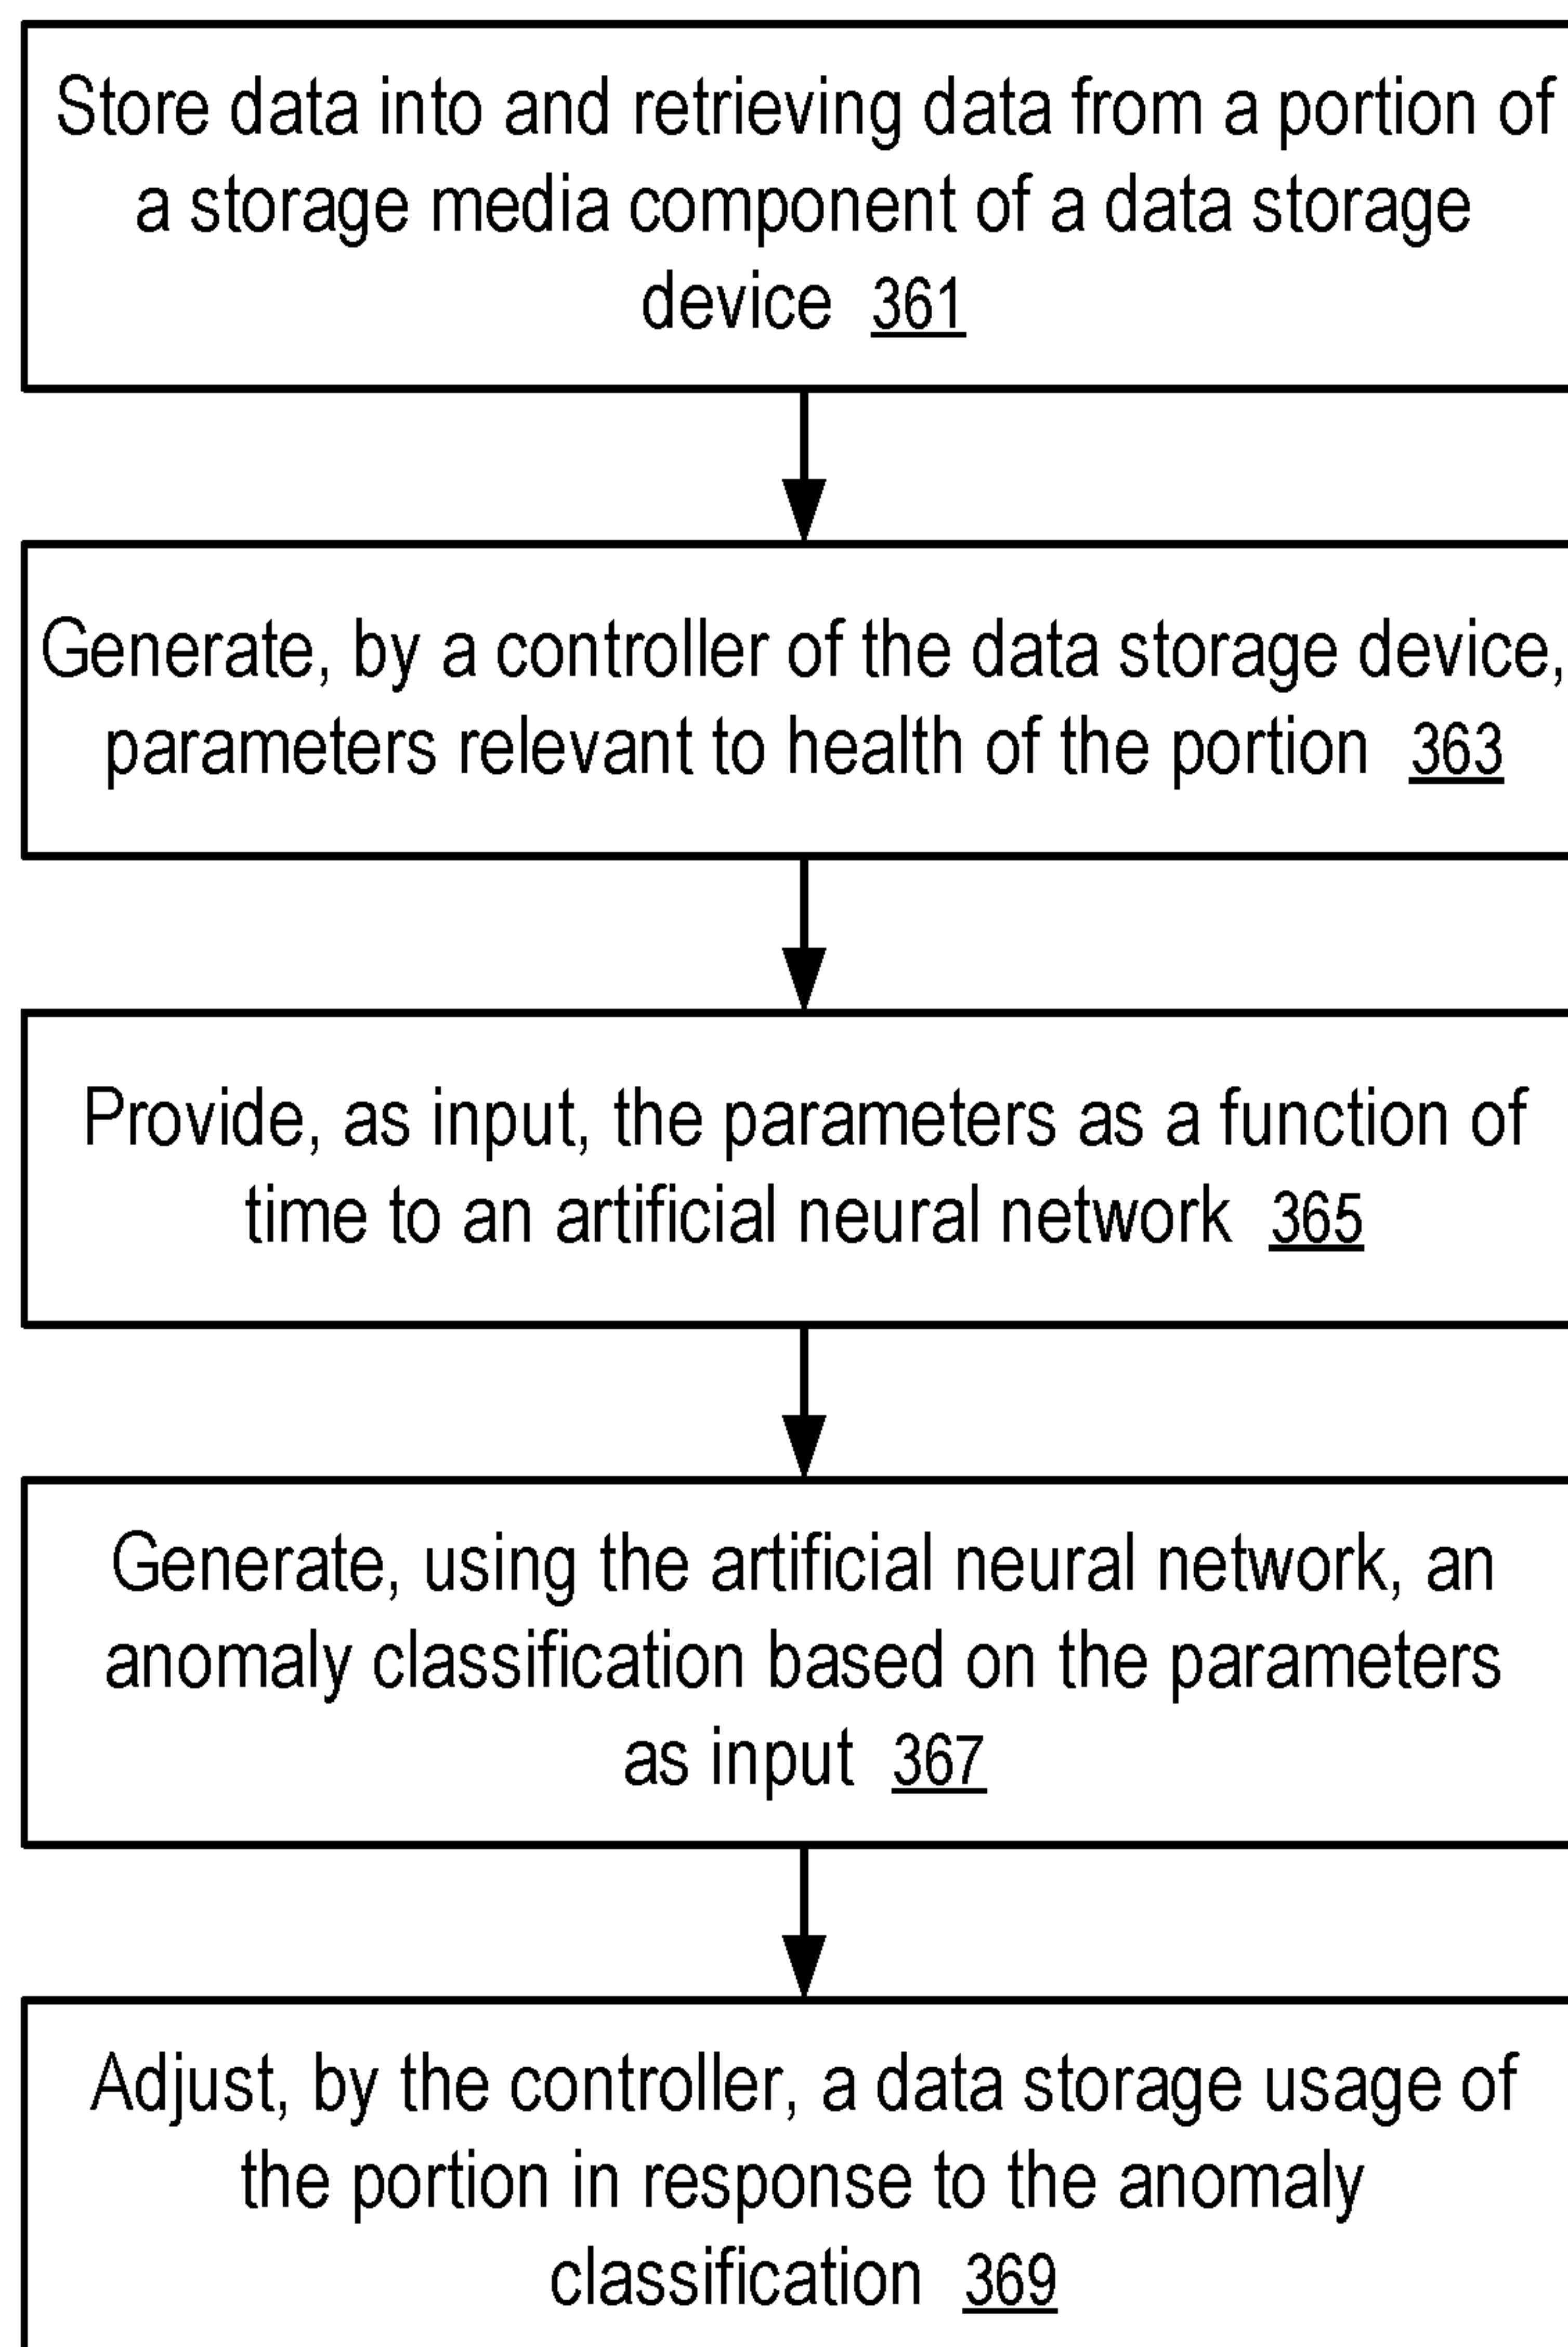 Store data into and retrieving data from a portion of
a storage media component of a data storage
device 361
Generate, by a controller of the data storage device,
parameters relevant to health of the portion 363
Provide, as input, the parameters as a function of
time to an artificial neural network 365
Generate, using the artificial neural network, an
anomaly classification based on the parameters
as input 367
Adjust, by the controller, a data storage usage of
the portion in response to the anomaly
classification 369